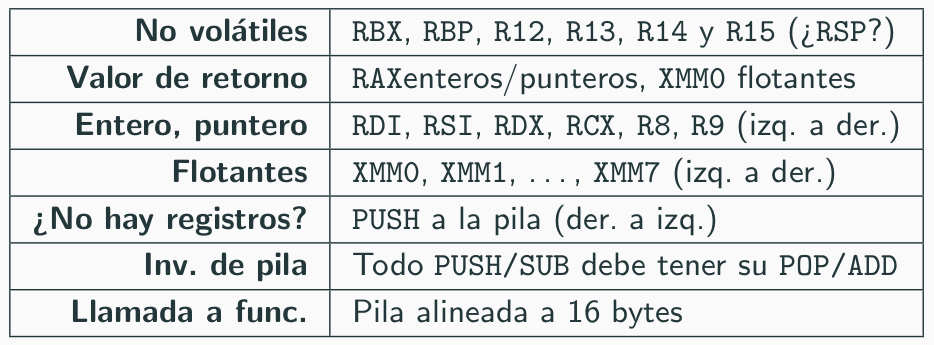 No volátiles RBX, RBP, R12, R13, R14 y R15 (¿RSP?)
Valor de retorno RAXenteros/punteros, XMM0 flotantes
Entero, puntero RDI, RSI, RDX, RCX, R8, R9 (izq. a der.)
Flotantes XMM0, XMM1, ..., XMM7 (izq. a der.)
¿No hay registros? PUSH a la pila (der. a izq.)
Inv. de pila Todo PUSH/SUB debe tener su POP/ADD
Llamada a func. Pila alineada a 16 bytes